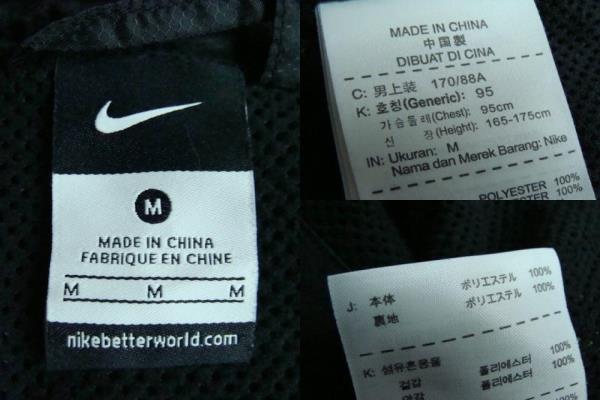 M
MADE IN CHINA
FABRIQUE EN CHINE
M M M
nikebetterworld.com
MADE IN CHINA
中国製
DIBUAT DI CINA
C: 男上装 170/88A
K: 호칭(Generic): 95
가슴둘레(Chest): 95cm
신 장(Height): 165-175cm
IN: Ukuran: M
Nama dan Merek Barang: Nike
POLYESTER 100%
100%
J: 本体 ポリエステル 100%
裏地 ポリエステル 100%
K: 섬유혼용율
겉감 폴리에스터 100%
안감 폴리에스터 100%